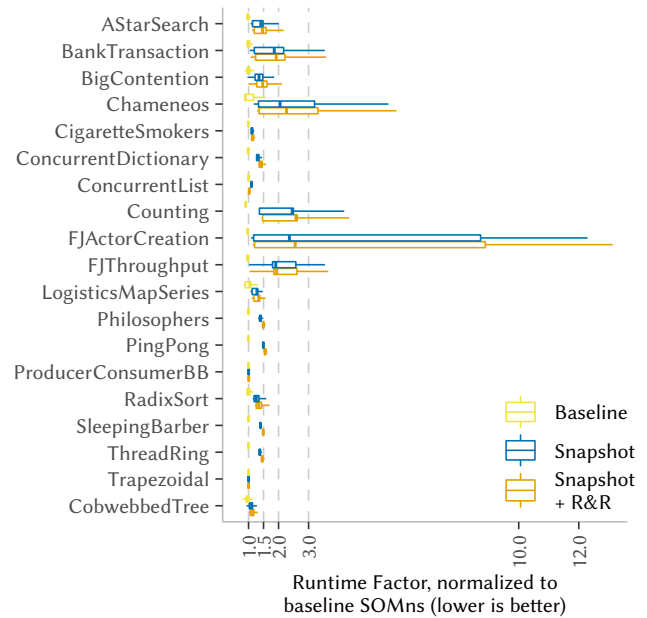 AStarSearch
BankTransaction
BigContention
Chameneos
CigaretteSmokers
ConcurrentDictionary
ConcurrentList
Counting
FJActorCreation
FJThroughput
LogisticsMapSeries
Philosophers
PingPong
ProducerConsumerBB
RadixSort
SleepingBarber
ThreadRing
Trapezoidal
CobwebbedTree
Baseline
Snapshot
Snapshot
+ R&R
1.0 1.5 2.0 3.0 10.0 12.0
Runtime Factor, normalized to
baseline SOMns (lower is better)